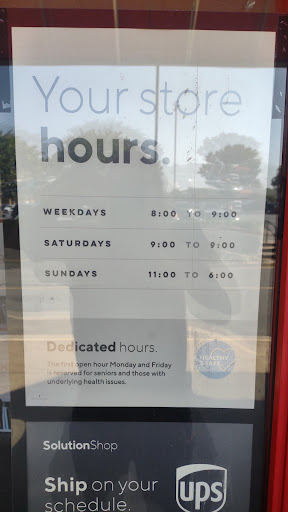 Your store
hours.
WEEKDAYS 8:00 TO 9:00
SATURDAYS 9:00 TO 9:00
SUNDAYS 11:00 TO 6:00
Dedicated hours.
The first open hour Monday and Friday
is reserved for seniors and those with
underlying health issues.
HEALTHY
SolutionShop
Ship on your
schedule.
ups